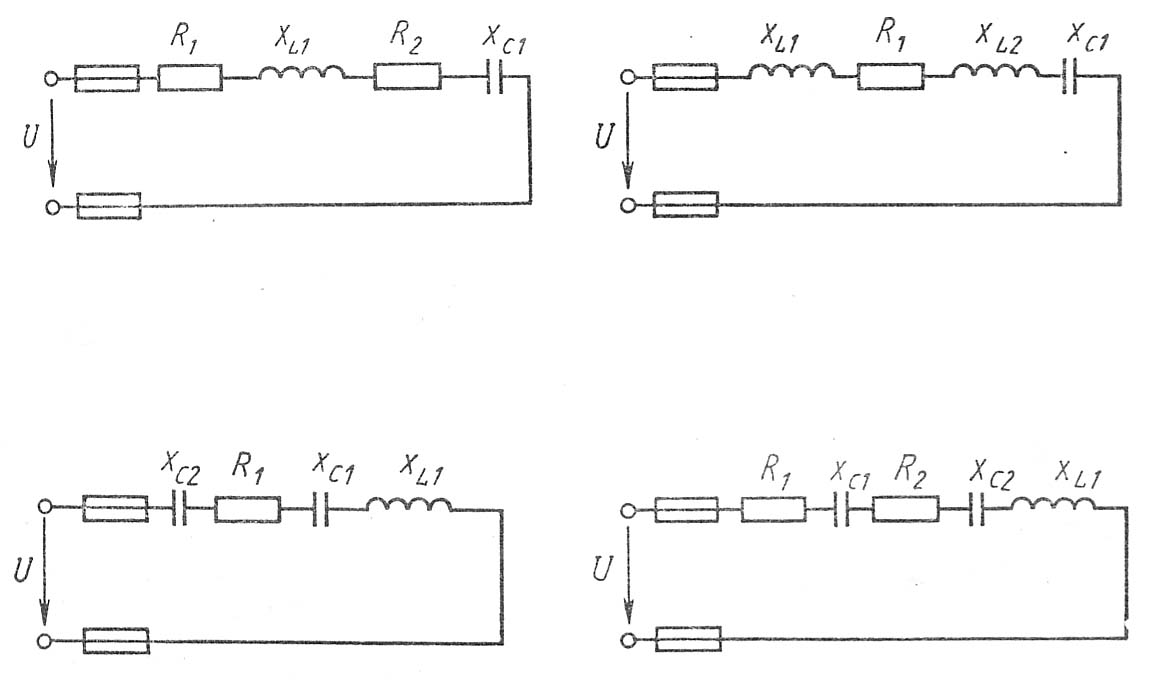 R1 XL1 R2 XC1
U
XL1 R1 XL2 XC1
U
XC2 R1 XC1 XL1
U
R1 XC1 R2 XC2 XL1
U